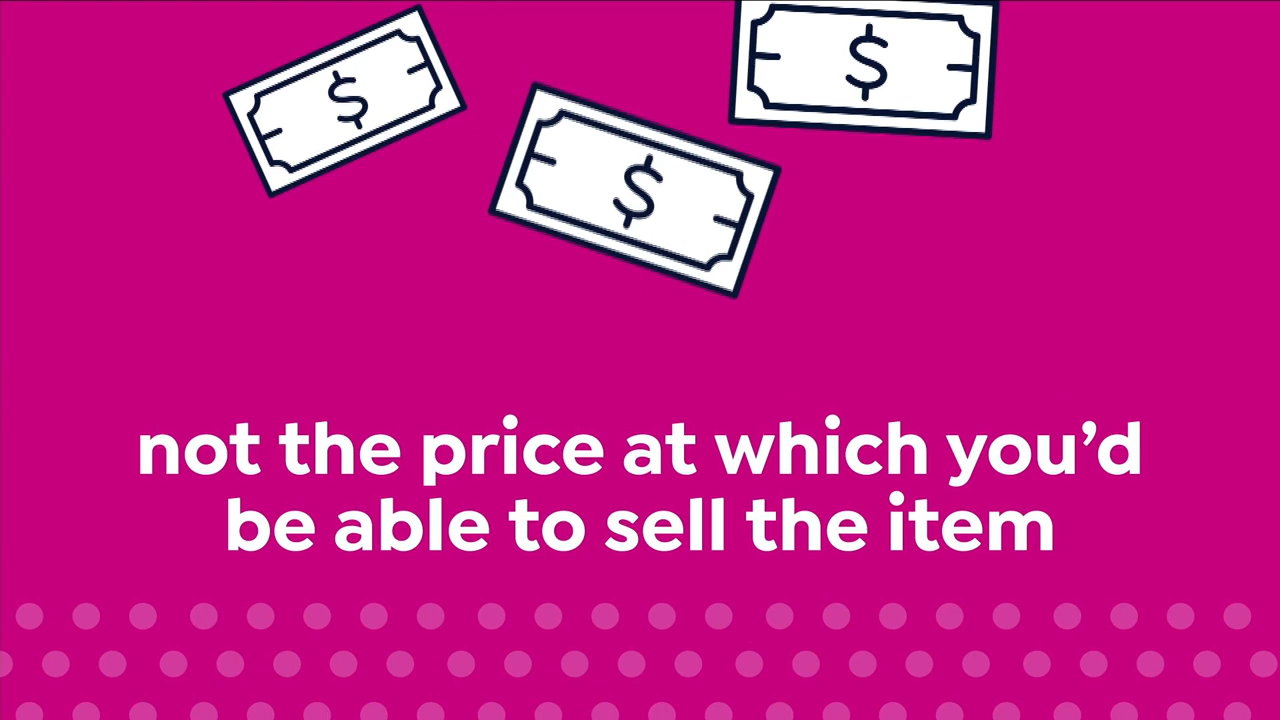 $
$
$
not the price at which you’d
be able to sell the item